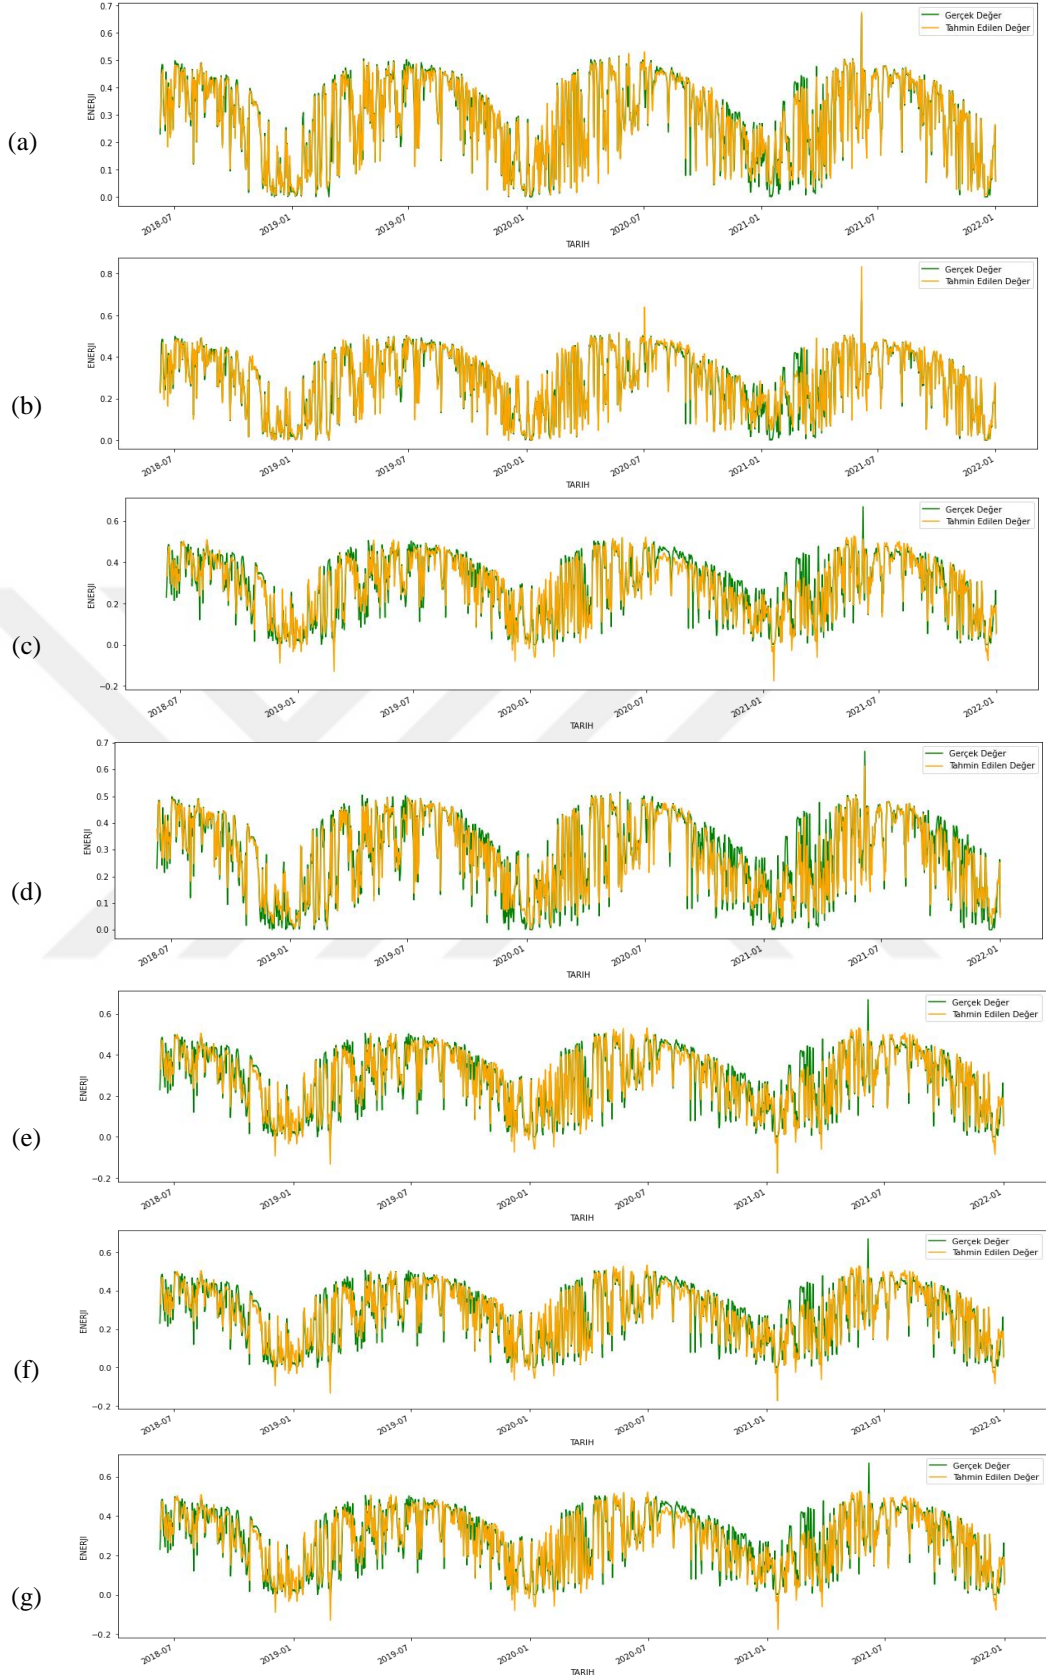 (a)
0.7
0.6
0.5
0.4
0.3
0.2
0.1
0.0
ENERJI
Gerçek Değer
Tahmin Edilen Değer
2018-07 2019-01 2019-07 2020-01 2020-07 2021-01 2021-07 2022-01
TARIH
(b)
0.8
0.6
0.4
0.2
0.0
ENERJI
Gerçek Değer
Tahmin Edilen Değer
2018-07 2019-01 2019-07 2020-01 2020-07 2021-01 2021-07 2022-01
TARIH
(c)
0.6
0.4
0.2
0.0
−0.2
ENERJI
Gerçek Değer
Tahmin Edilen Değer
2018-07 2019-01 2019-07 2020-01 2020-07 2021-01 2021-07 2022-01
TARIH
(d)
0.7
0.6
0.5
0.4
0.3
0.2
0.1
0.0
ENERJI
Gerçek Değer
Tahmin Edilen Değer
2018-07 2019-01 2019-07 2020-01 2020-07 2021-01 2021-07 2022-01
TARIH
(e)
0.6
0.4
0.2
0.0
−0.2
ENERJI
Gerçek Değer
Tahmin Edilen Değer
2018-07 2019-01 2019-07 2020-01 2020-07 2021-01 2021-07 2022-01
TARIH
(f)
0.6
0.4
0.2
0.0
−0.2
ENERJI
Gerçek Değer
Tahmin Edilen Değer
2018-07 2019-01 2019-07 2020-01 2020-07 2021-01 2021-07 2022-01
TARIH
(g)
0.6
0.4
0.2
0.0
−0.2
ENERJI
Gerçek Değer
Tahmin Edilen Değer
2018-07 2019-01 2019-07 2020-01 2020-07 2021-01 2021-07 2022-01
TARIH